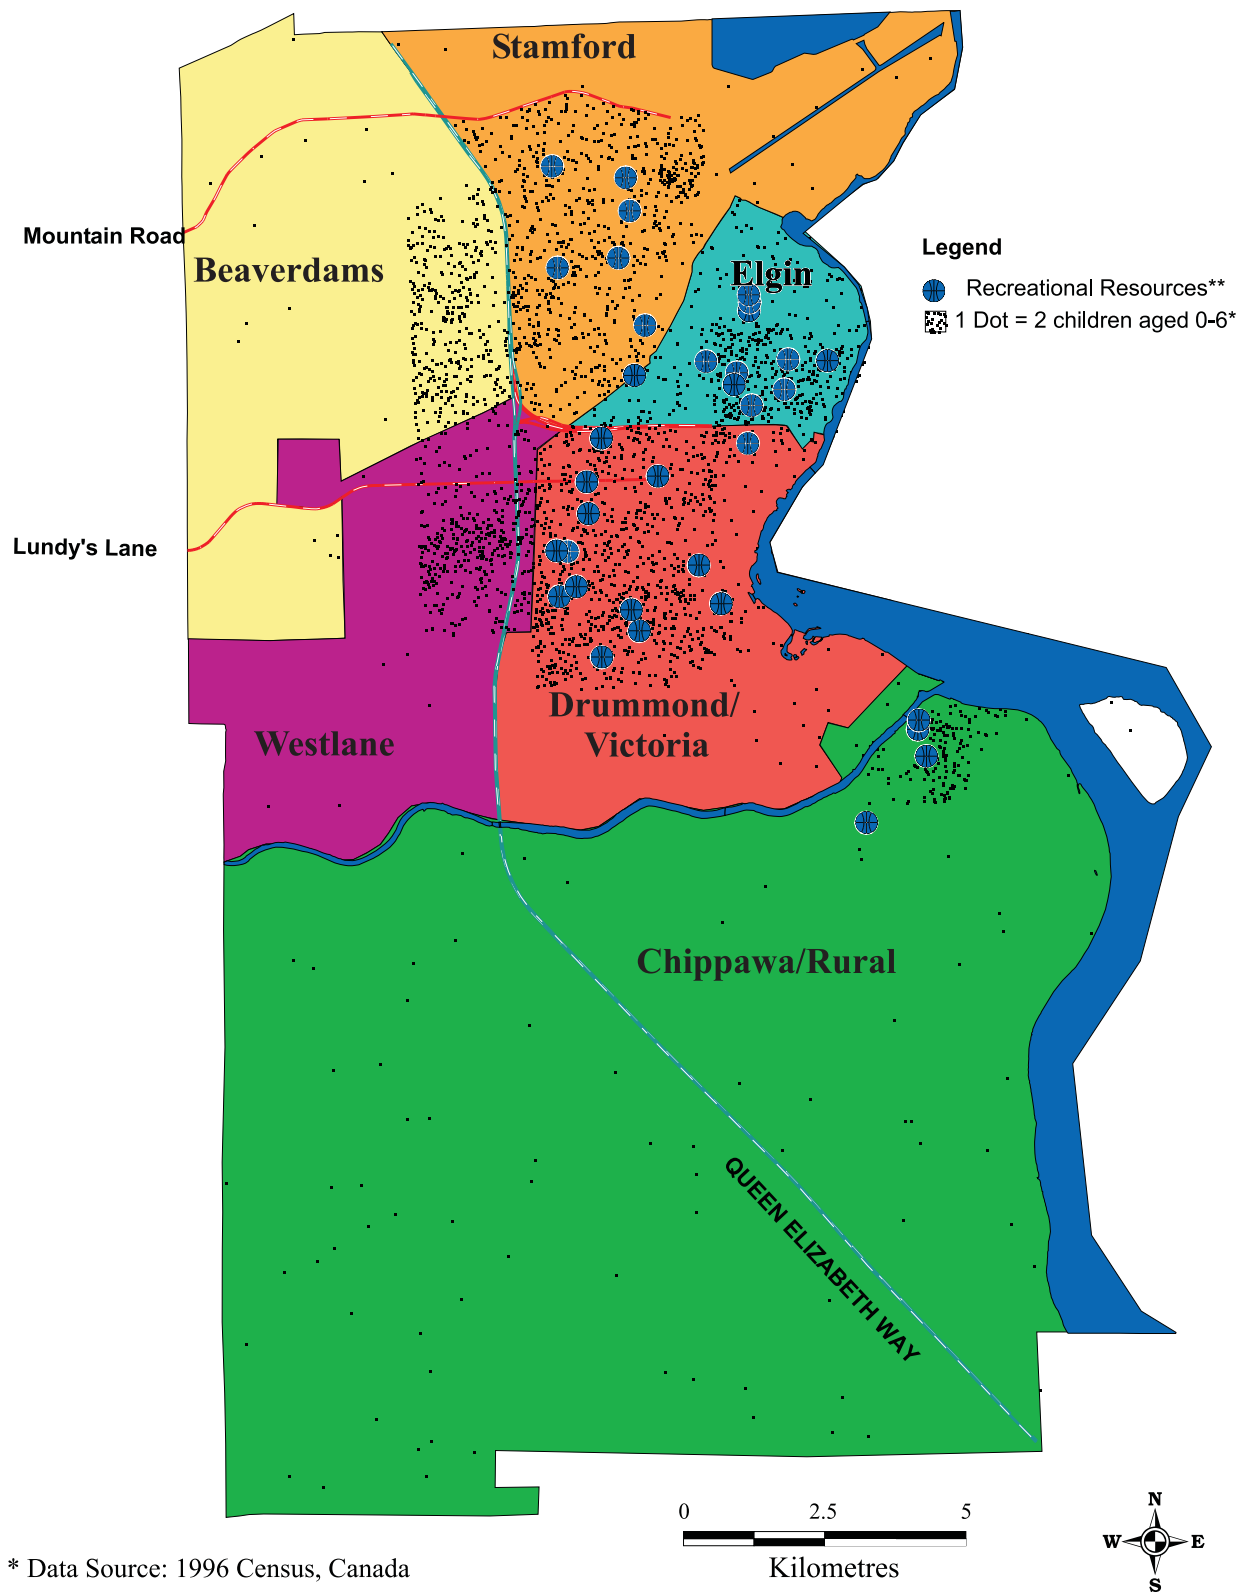 Stamford
Mountain Road
Beaverdams
Elgin
Legend
Recreational Resources**
1 Dot = 2 children aged 0-6*
Lundy's Lane
Drummond/
Victoria
Westlane
Chippawa/Rural
QUEEN ELIZABETH WAY
0 2.5 5
Kilometres
N
W E
S
* Data Source: 1996 Census, Canada